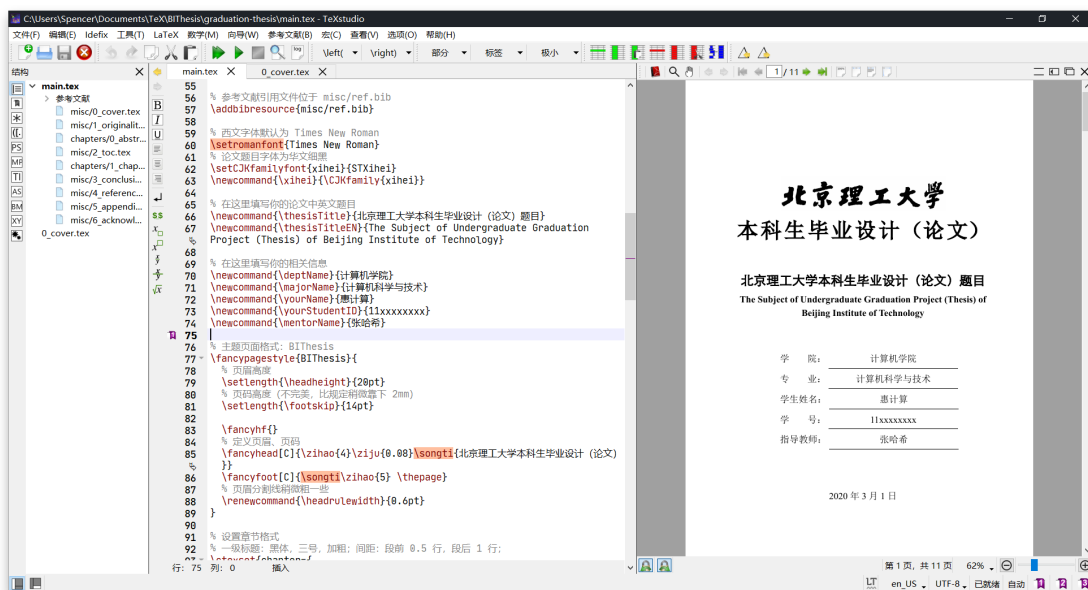 C:\Users\Spencer\Documents\TeX\BIThesis\graduation-thesis\main.tex - TeXstudio
文件(F) 编辑(E) Idefix 工具(T) LaTeX 数学(M) 向导(W) 参考文献(B) 宏(C) 查看(V) 选项(O) 帮助(H)
\left( \right) 部分 标签 极小
1 / 11
结构
main.tex
参考文献
misc/0_cover.tex
misc/1_originalit...
chapters/0_abstr...
misc/2_toc.tex
chapters/1_chap...
misc/3_conclusi...
misc/4_referenc...
misc/5_appendi...
misc/6_acknowl...
0_cover.tex
main.tex 0_cover.tex
55
56 % 参考文献引用文件位于 misc/ref.bib
57 \addbibresource{misc/ref.bib}
58
59 % 西文字体默认为 Times New Roman
60 \setromanfont{Times New Roman}
61 % 论文题目字体为华文细黑
62 \setCJKfamilyfont{xihei}{STXihei}
63 \newcommand{\xihei}{\CJKfamily{xihei}}
64
65 % 在这里填写你的论文中英文题目
66 \newcommand{\thesisTitle}{北京理工大学本科生毕业设计（论文）题目}
67 \newcommand{\thesisTitleEN}{The Subject of Undergraduate Graduation
Project (Thesis) of Beijing Institute of Technology}
68
69 % 在这里填写你的相关信息
70 \newcommand{\deptName}{计算机学院}
71 \newcommand{\majorName}{计算机科学与技术}
72 \newcommand{\yourName}{惠计算}
73 \newcommand{\yourStudentID}{11xxxxxxxx}
74 \newcommand{\mentorName}{张哈希}
75
76 % 主题页面格式：BIThesis
77 \fancypagestyle{BIThesis}{
78 % 页眉高度
79 \setlength{\headheight}{20pt}
80 % 页码高度（不完美，比规定稍微靠下 2mm）
81 \setlength{\footskip}{14pt}
82
83 \fancyhf{}
84 % 定义页眉、页码
85 \fancyhead[C]{\zihao{4}\ziju{0.08}\songti{北京理工大学本科生毕业设计（论文）
}}
86 \fancyfoot[C]{\songti\zihao{5} \thepage}
87 % 页眉分割线稍微粗一些
88 \renewcommand{\headrulewidth}{0.6pt}
89 }
90
91 % 设置章节格式
92 % 一级标题：黑体，三号，加粗；间距：段前 0.5 行，段后 1 行；
行: 75 列: 0 插入
北京理工大学
本科生毕业设计（论文）
北京理工大学本科生毕业设计（论文）题目
The Subject of Undergraduate Graduation Project (Thesis) of
Beijing Institute of Technology
学 院： 计算机学院
专 业： 计算机科学与技术
学生姓名： 惠计算
学 号： 11xxxxxxxx
指导教师： 张哈希
2020 年 3 月 1 日
第 1 页，共 11 页 62%
en_US UTF-8 已就绪 自动